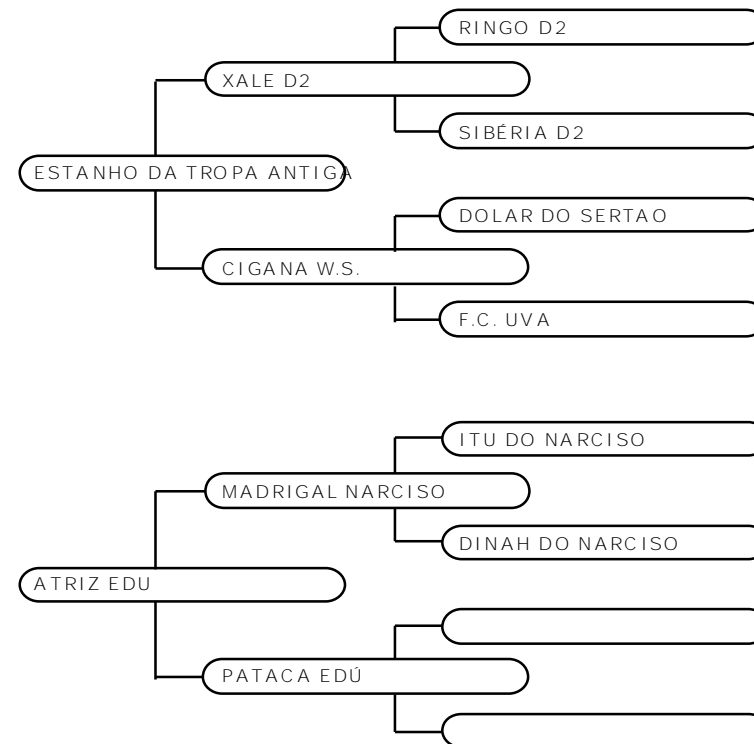 RINGO D2
XALE D2
SIBÉRIA D2
ESTANHO DA TROPA ANTIGA
DOLAR DO SERTAO
CIGANA W.S.
F.C. UVA
ITU DO NARCISO
MADRIGAL NARCISO
DINAH DO NARCISO
ATRIZ EDU
PATACA EDÚ